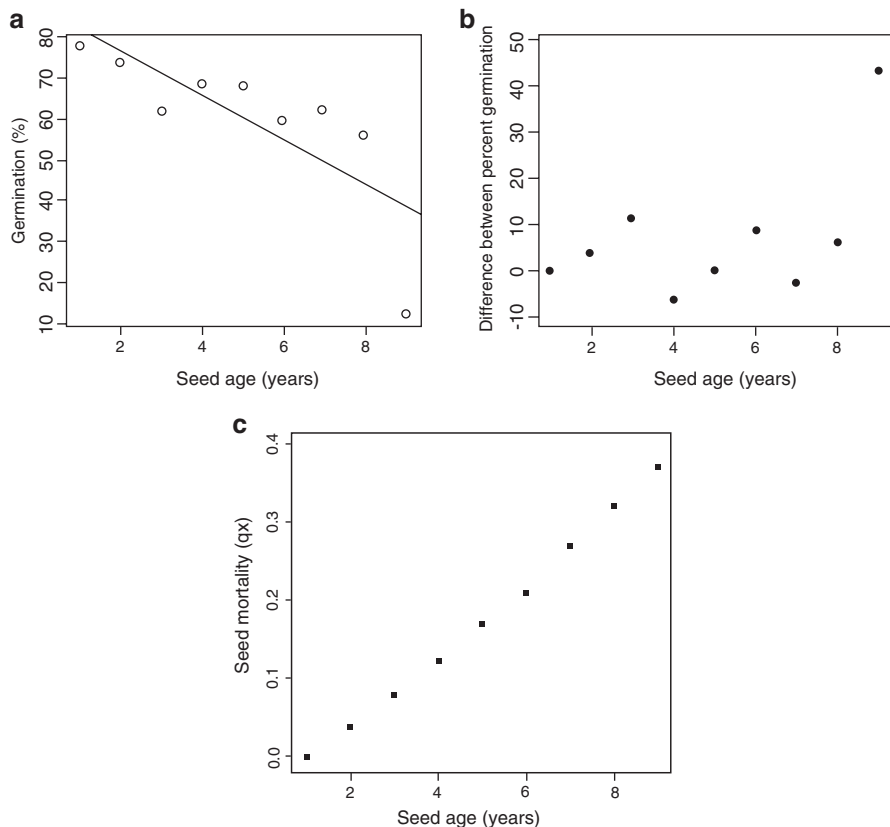 a
Germination (%)
80
70
60
50
40
30
20
10
2 4 6 8
Seed age (years)
b
Difference between percent germination
50
40
30
20
10
0
-10
2 4 6 8
Seed age (years)
c
Seed mortality (qx)
0.4
0.3
0.2
0.1
0.0
2 4 6 8
Seed age (years)